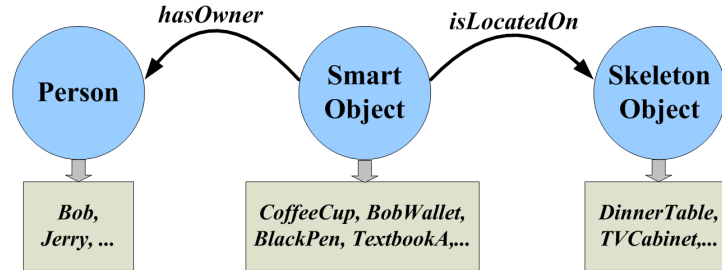 hasOwner
isLocatedOn
Person
Smart
Object
Skeleton
Object
Bob,
Jerry, ...
CoffeeCup, BobWallet,
BlackPen, TextbookA,...
DinnerTable,
TVCabinet,...